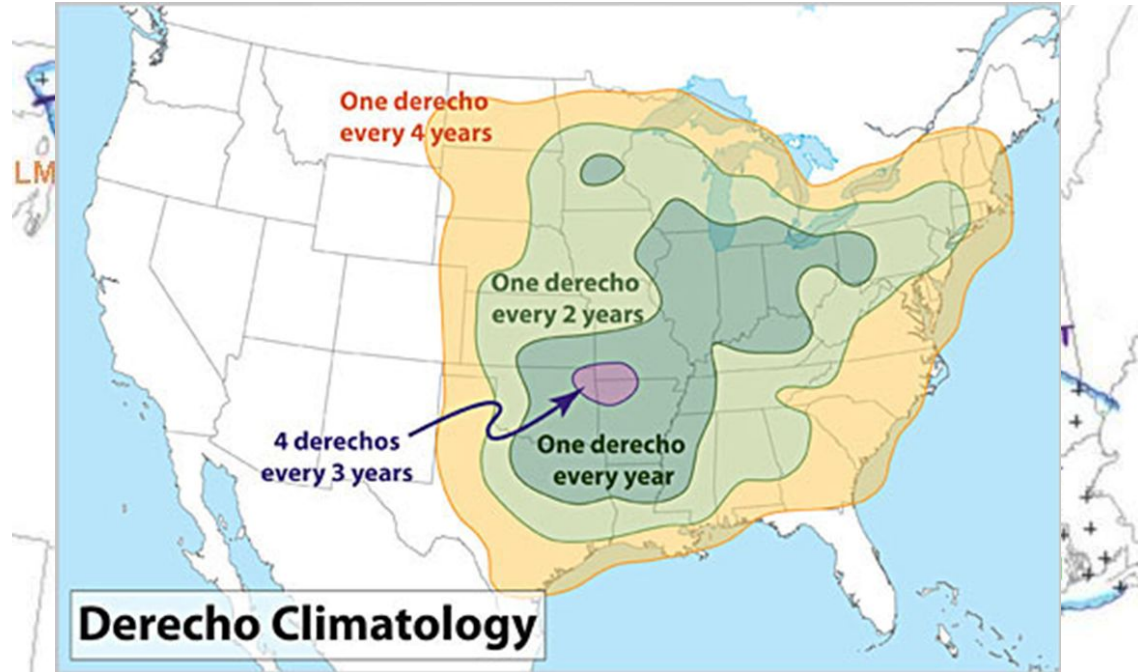 One derecho
every 4 years
LM
One derecho
every 2 years
T
4 derechos
every 3 years
One derecho
every year
Derecho Climatology